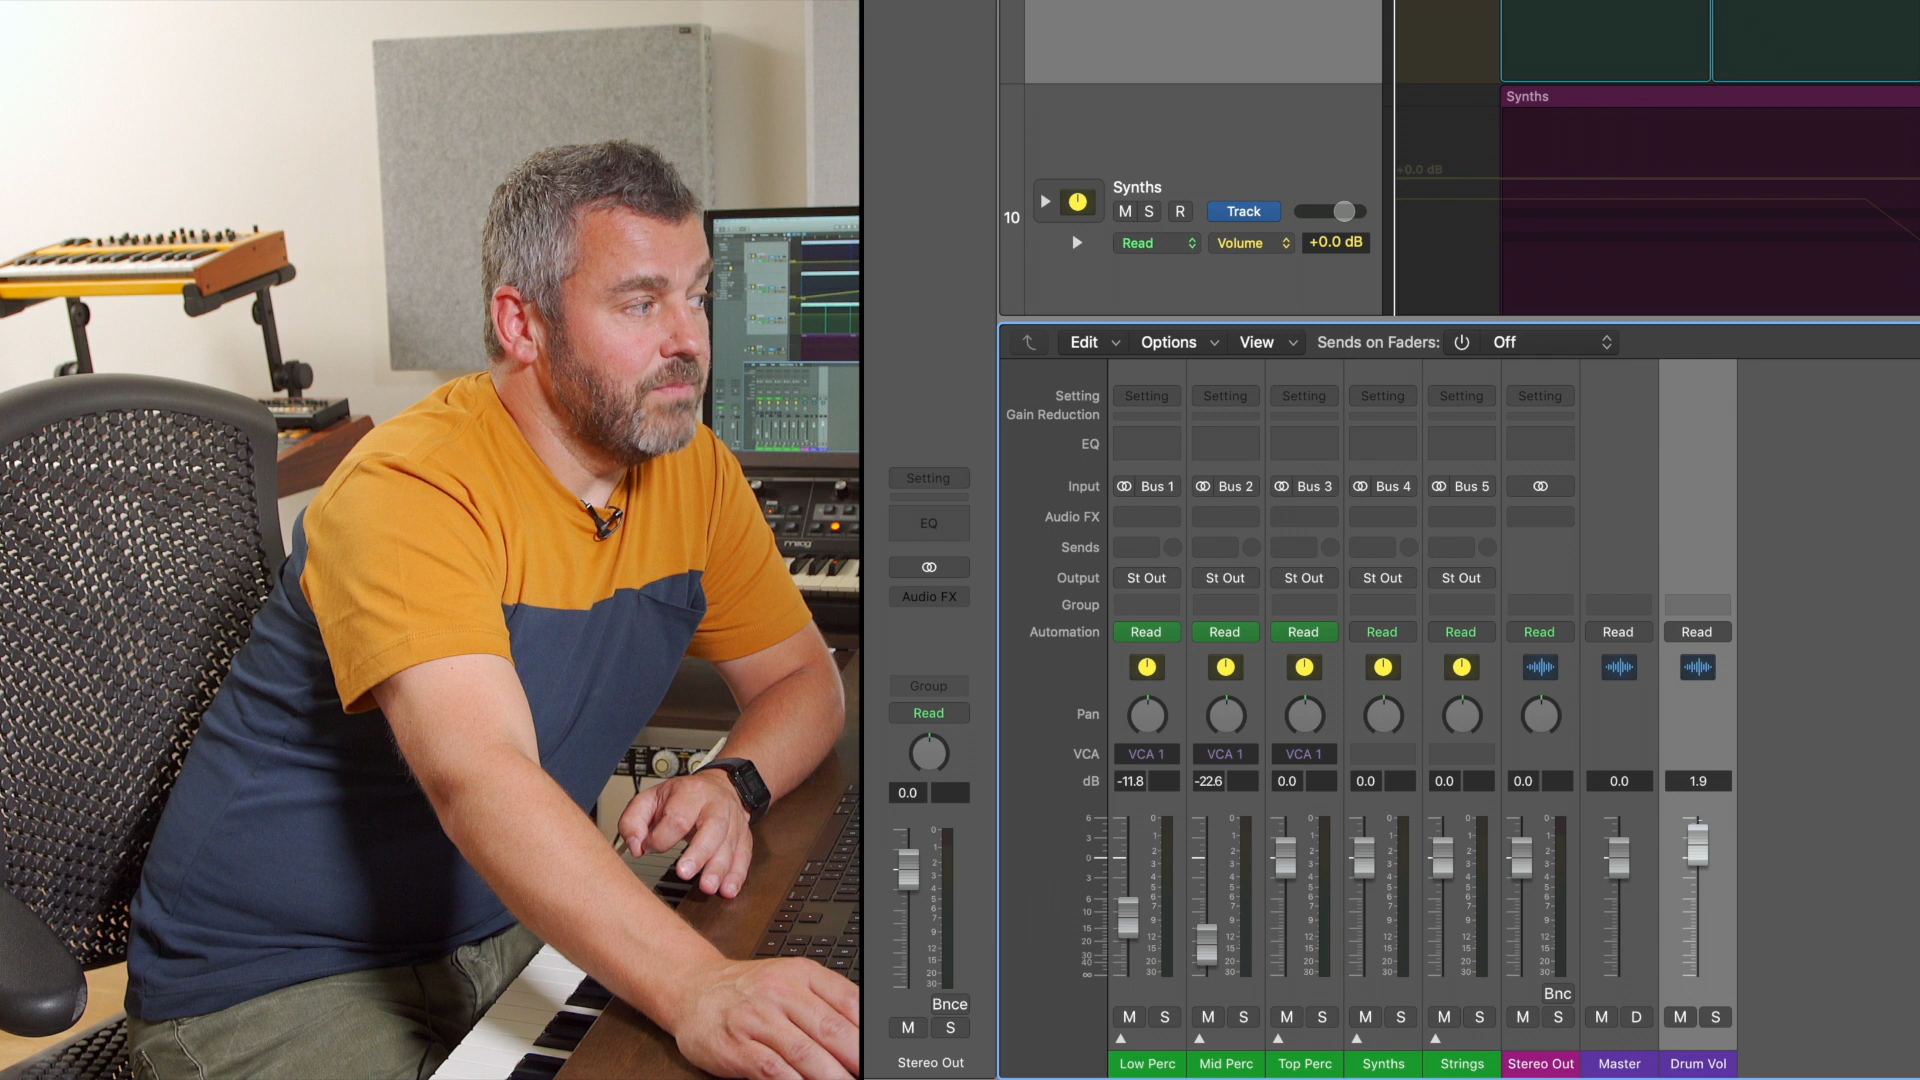 Synths
+0.0 dB
Synths
M S R Track
10
Read Volume +0.0 dB
Edit Options View Sends on Faders: Off
Setting Setting Setting Setting Setting Setting Setting
Gain Reduction
EQ
Input Bus 1 Bus 2 Bus 3 Bus 4 Bus 5
Audio FX
Sends
Output St Out St Out St Out St Out St Out
Group
Automation Read Read Read Read Read Read Read Read
Pan
VCA VCA 1 VCA 1 VCA 1
dB -11.8 -22.6 0.0 0.0 0.0 0.0 0.0 1.9
Bnc
M S M S M S M S M S M S M D M S
Low Perc Mid Perc Top Perc Synths Strings Stereo Out Master Drum Vol
Setting
EQ
Audio FX
Group
Read
0.0
Bnce
M S
Stereo Out
moog